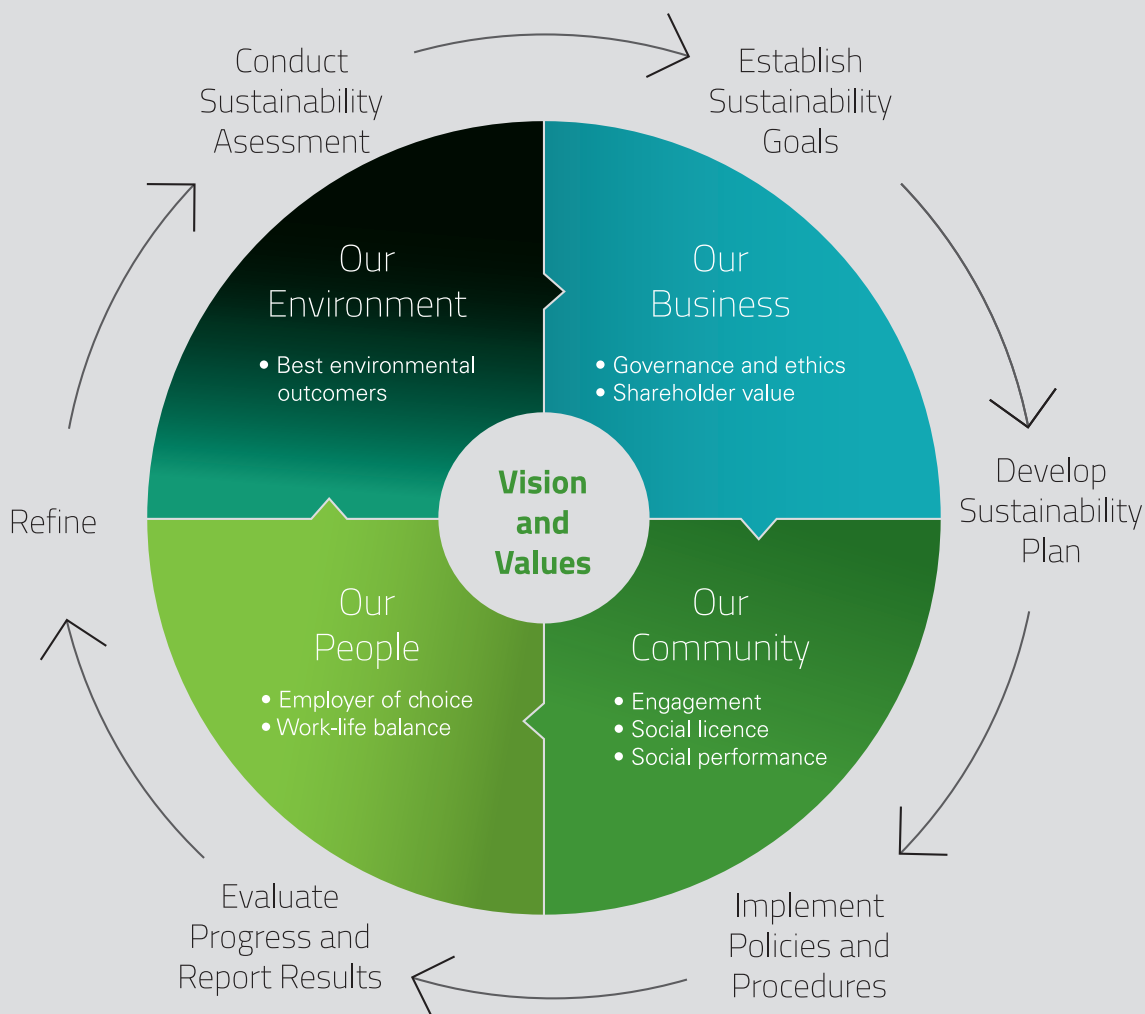 Conduct
Sustainability
Asessment
Establish
Sustainability
Goals
Our
Environment
• Best environmental
outcomers
Our
Business
• Governance and ethics
• Shareholder value
Vision
and
Values
Refine
Develop
Sustainability
Plan
Our
People
• Employer of choice
• Work-life balance
Our
Community
• Engagement
• Social licence
• Social performance
Evaluate
Progress and
Report Results
Implement
Policies and
Procedures